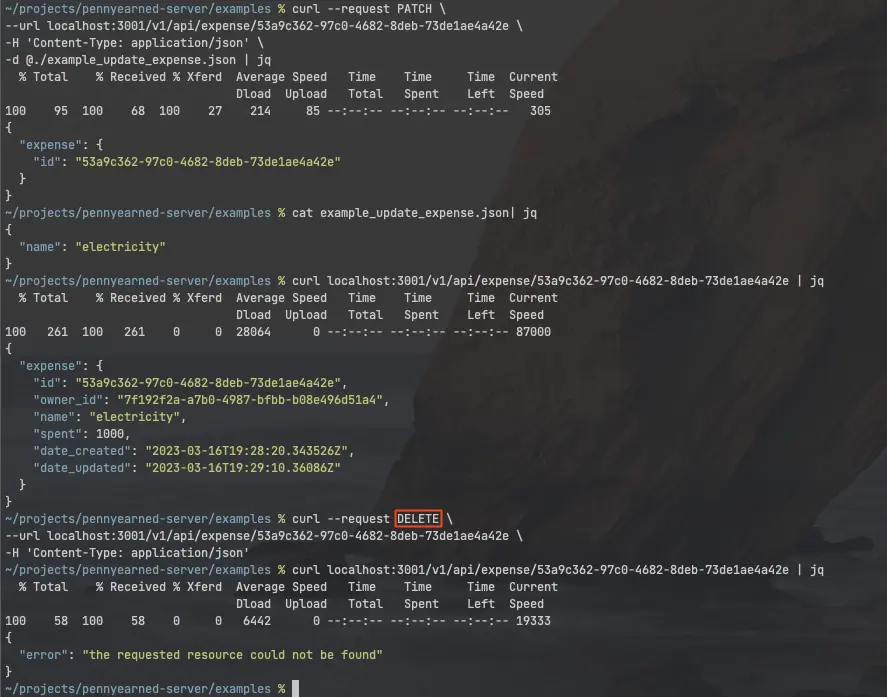 ~/projects/pennyearned-server/examples % curl --request PATCH \
--url localhost:3001/v1/api/expense/53a9c362-97c0-4682-8deb-73de1ae4a42e \
-H 'Content-Type: application/json' \
-d @./example_update_expense.json | jq
  % Total    % Received % Xferd  Average Speed   Time    Time     Time  Current
                                 Dload  Upload   Total   Spent    Left  Speed
100    95  100    68  100    27    214     85 --:--:-- --:--:-- --:--:--   305
{
  "expense": {
    "id": "53a9c362-97c0-4682-8deb-73de1ae4a42e"
  }
}
~/projects/pennyearned-server/examples % cat example_update_expense.json| jq
{
  "name": "electricity"
}
~/projects/pennyearned-server/examples % curl localhost:3001/v1/api/expense/53a9c362-97c0-4682-8deb-73de1ae4a42e | jq
  % Total    % Received % Xferd  Average Speed   Time    Time     Time  Current
                                 Dload  Upload   Total   Spent    Left  Speed
100   261  100   261    0     0  28064      0 --:--:-- --:--:-- --:--:-- 87000
{
  "expense": {
    "id": "53a9c362-97c0-4682-8deb-73de1ae4a42e",
    "owner_id": "7f192f2a-a7b0-4987-bfbb-b08e496d51a4",
    "name": "electricity",
    "spent": 1000,
    "date_created": "2023-03-16T19:28:20.343526Z",
    "date_updated": "2023-03-16T19:29:10.36086Z"
  }
}
~/projects/pennyearned-server/examples % curl --request DELETE \
--url localhost:3001/v1/api/expense/53a9c362-97c0-4682-8deb-73de1ae4a42e \
-H 'Content-Type: application/json'
~/projects/pennyearned-server/examples % curl localhost:3001/v1/api/expense/53a9c362-97c0-4682-8deb-73de1ae4a42e | jq
  % Total    % Received % Xferd  Average Speed   Time    Time     Time  Current
                                 Dload  Upload   Total   Spent    Left  Speed
100    58  100    58    0     0   6442      0 --:--:-- --:--:-- --:--:-- 19333
{
  "error": "the requested resource could not be found"
}
~/projects/pennyearned-server/examples %